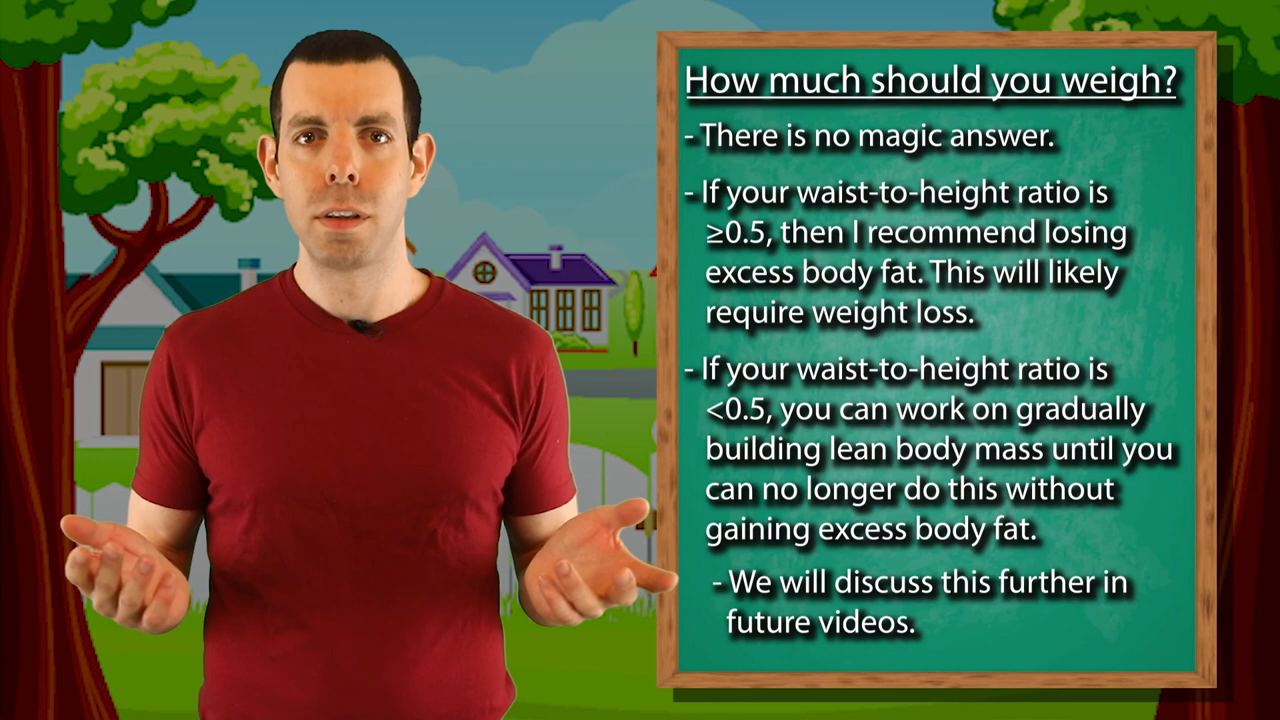 How much should you weigh?
- There is no magic answer.
- If your waist-to-height ratio is
≥0.5, then I recommend losing
excess body fat. This will likely
require weight loss.
- If your waist-to-height ratio is
<0.5, you can work on gradually
building lean body mass until you
can no longer do this without
gaining excess body fat.
- We will discuss this further in
future videos.